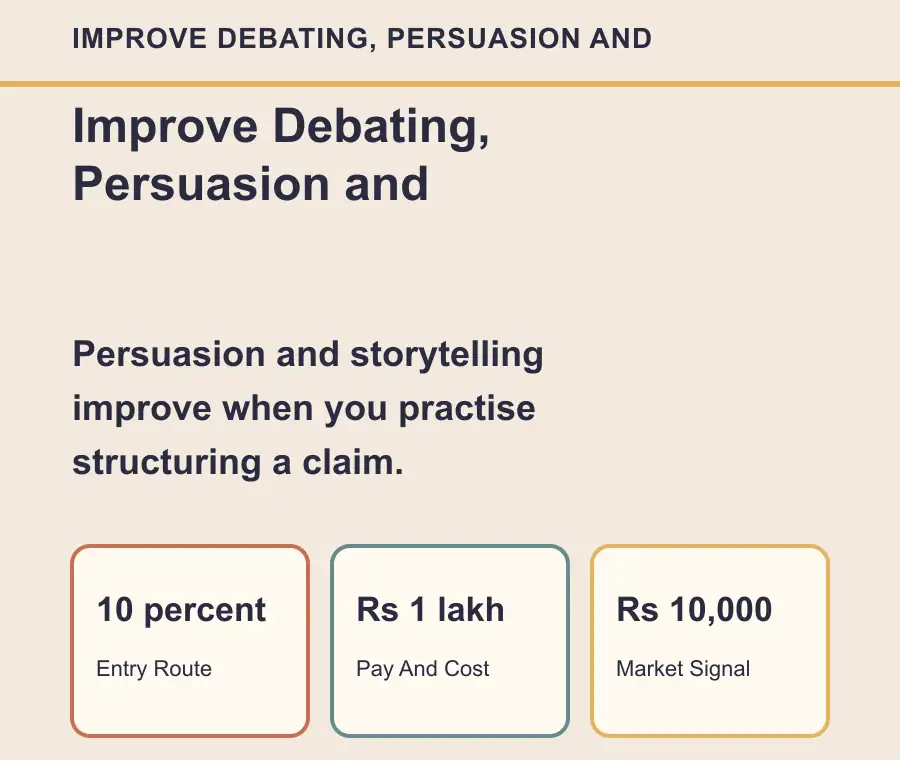 IMPROVE DEBATING, PERSUASION AND
Improve Debating,
Persuasion and
Persuasion and storytelling
improve when you practise
structuring a claim.
10 percent
Entry Route
Rs 1 lakh
Pay And Cost
Rs 10,000
Market Signal